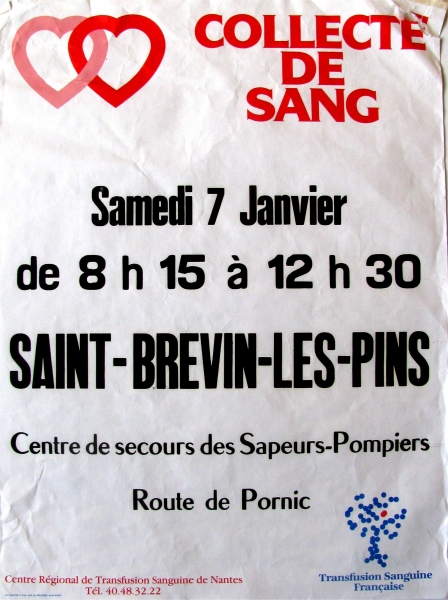 COLLECTE
DE
SANG
Samedi 7 Janvier
de 8 h 15 à 12 h 30
SAINT-BREVIN-LES-PINS
Centre de secours des Sapeurs-Pompiers
Route de Pornic
Centre Régional de Transfusion Sanguine de Nantes
Tél. 40.48.32.22
Transfusion Sanguine
Française